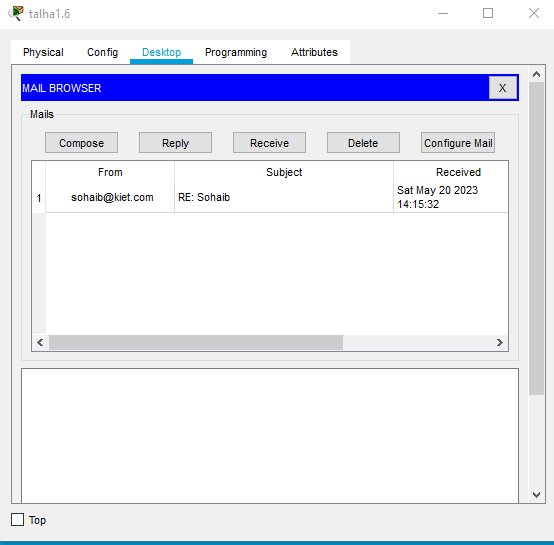 talha1.6
Physical Config Desktop Programming Attributes
MAIL BROWSER X
Mails
Compose Reply Receive Delete Configure Mail
From Subject Received
1 sohaib@kiet.com RE: Sohaib Sat May 20 2023
14:15:32
Top